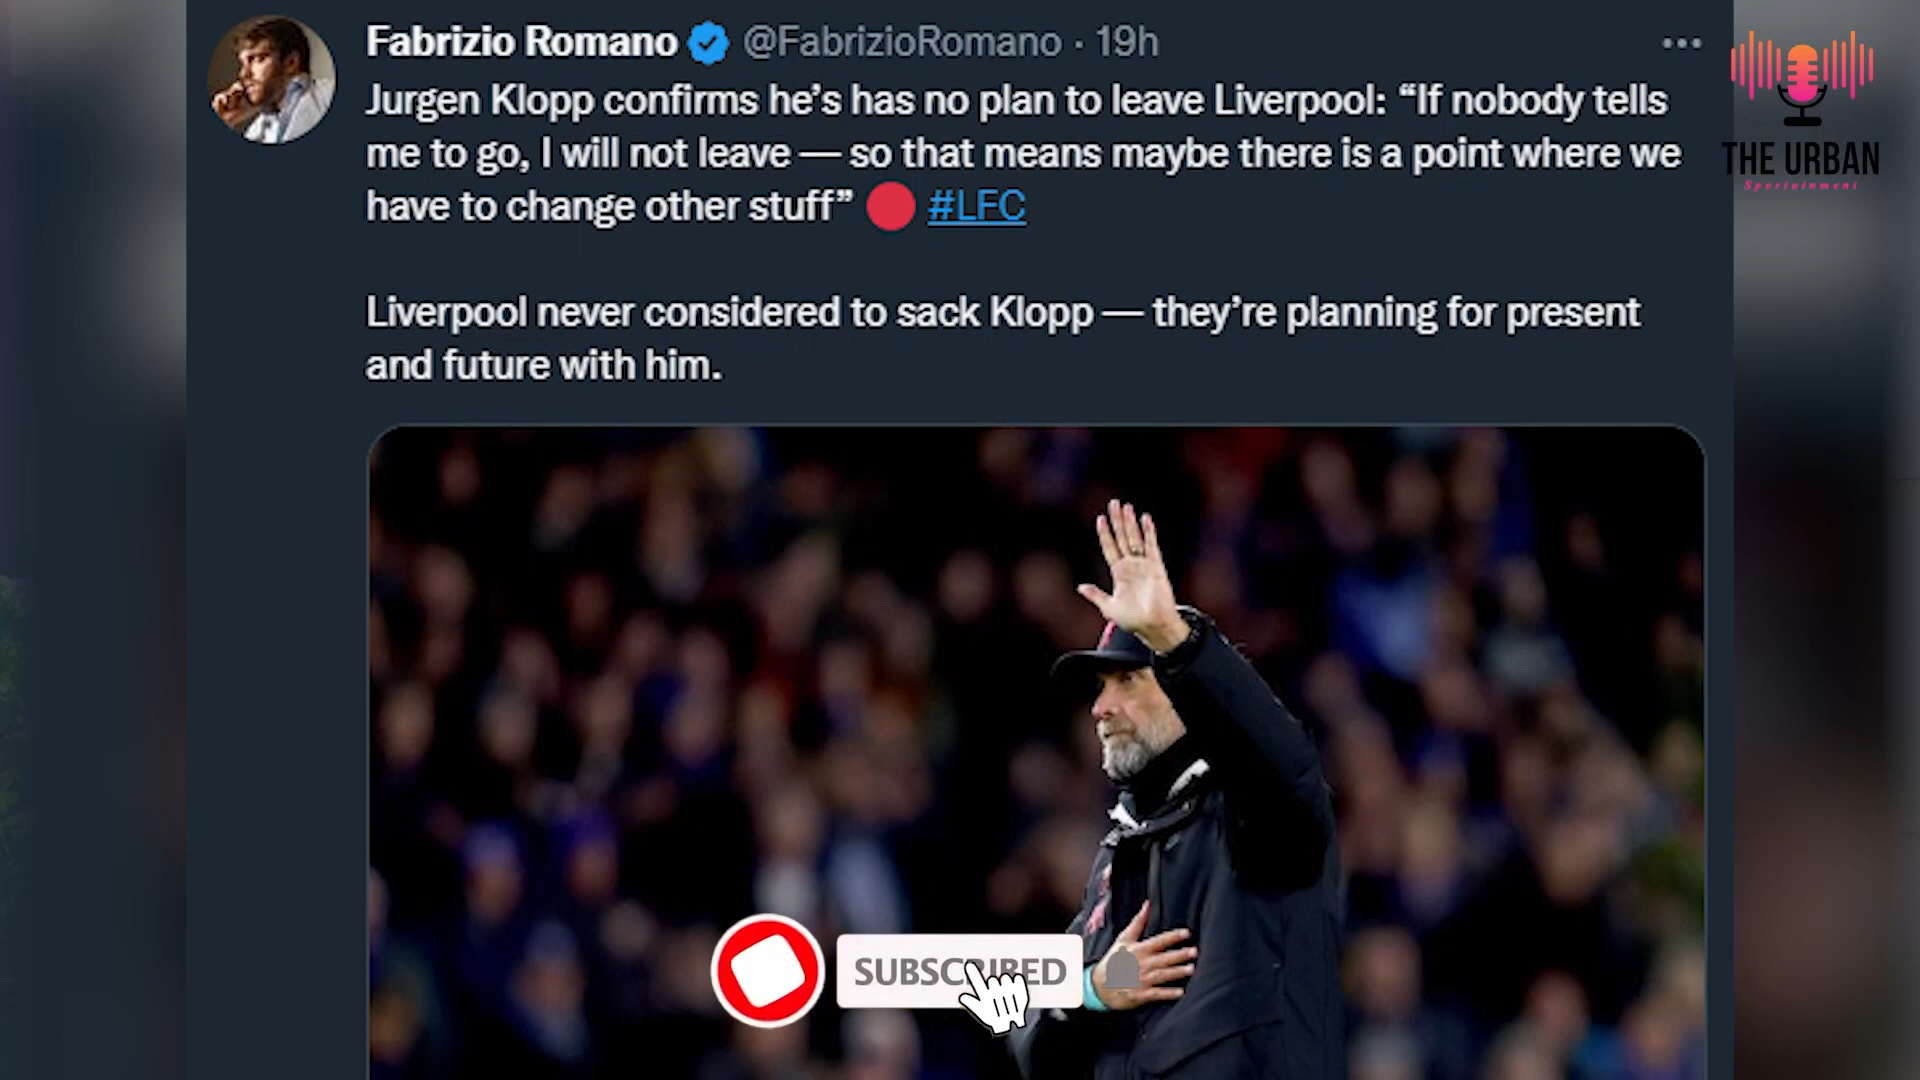 Fabrizio Romano @FabrizioRomano · 19h
Jurgen Klopp confirms he’s has no plan to leave Liverpool: “If nobody tells
me to go, I will not leave — so that means maybe there is a point where we
have to change other stuff” 🔴 #LFC
Liverpool never considered to sack Klopp — they’re planning for present
and future with him.
THE URBAN
Sportainment
SUBSCRIBED